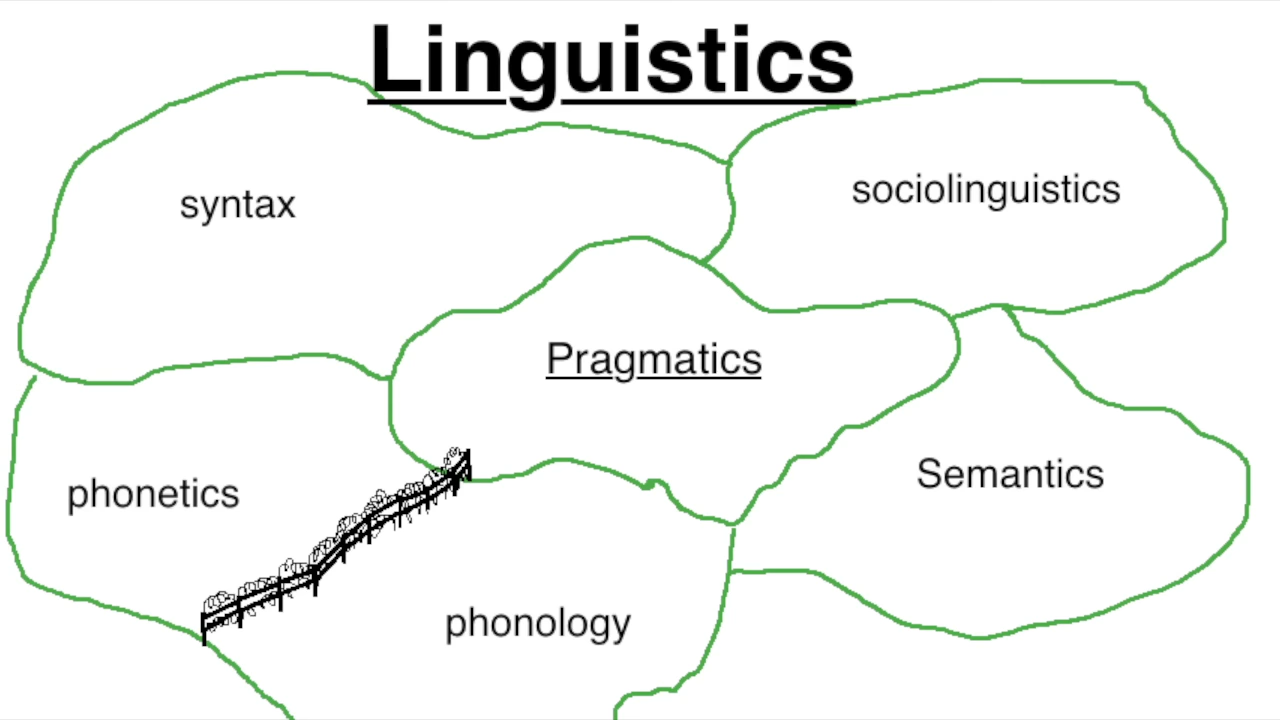 Linguistics
syntax
sociolinguistics
Pragmatics
phonetics
Semantics
phonology